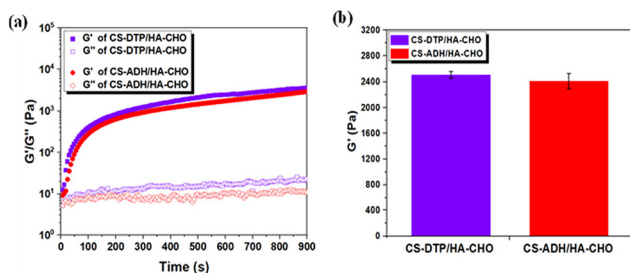 (a)
G' of CS-DTP/HA-CHO
G'' of CS-DTP/HA-CHO
G' of CS-ADH/HA-CHO
G'' of CS-ADH/HA-CHO
G'/G'' (Pa)
10⁵
10⁴
10³
10²
10¹
10⁰
0 100 200 300 400 500 600 700 800 900
Time (s)
(b)
CS-DTP/HA-CHO
CS-ADH/HA-CHO
G' (Pa)
3200
2800
2400
2000
1600
1200
800
400
0
CS-DTP/HA-CHO CS-ADH/HA-CHO